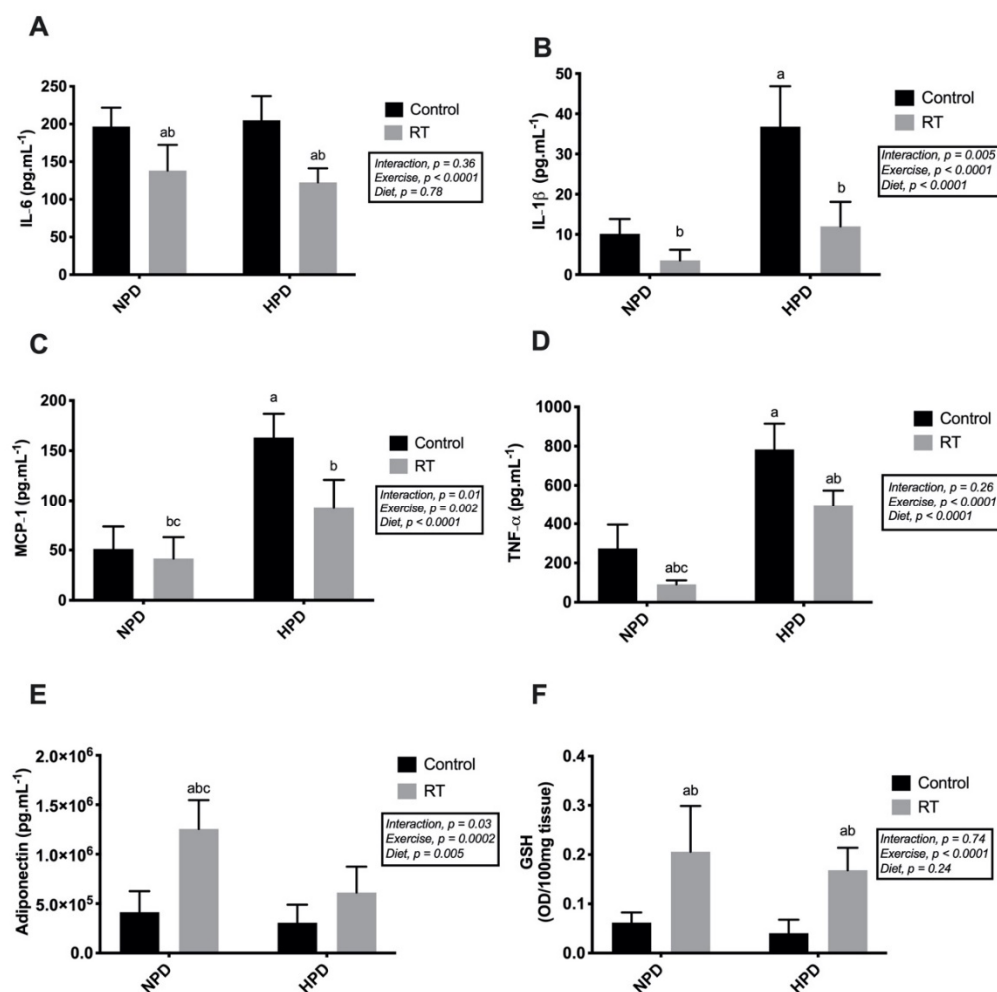 A
IL-6 (pg.mL⁻¹)
250
200
150
100
50
0
ab
ab
NPD
HPD
Control
RT
Interaction, p = 0.36
Exercise, p < 0.0001
Diet, p = 0.78
B
IL-1β (pg.mL⁻¹)
50
40
30
20
10
0
b
a
b
NPD
HPD
Control
RT
Interaction, p = 0.005
Exercise, p < 0.0001
Diet, p < 0.0001
C
MCP-1 (pg.mL⁻¹)
200
150
100
50
0
bc
a
b
NPD
HPD
Control
RT
Interaction, p = 0.01
Exercise, p = 0.002
Diet, p < 0.0001
D
TNF-α (pg.mL⁻¹)
1000
800
600
400
200
0
abc
a
ab
NPD
HPD
Control
RT
Interaction, p = 0.26
Exercise, p < 0.0001
Diet, p < 0.0001
E
Adiponectin (pg.mL⁻¹)
2.0×10⁶
1.5×10⁶
1.0×10⁶
5.0×10⁵
0.0
abc
NPD
HPD
Control
RT
Interaction, p = 0.03
Exercise, p = 0.0002
Diet, p = 0.005
F
GSH
(OD/100mg tissue)
0.4
0.3
0.2
0.1
0.0
ab
ab
NPD
HPD
Control
RT
Interaction, p = 0.74
Exercise, p < 0.0001
Diet, p = 0.24